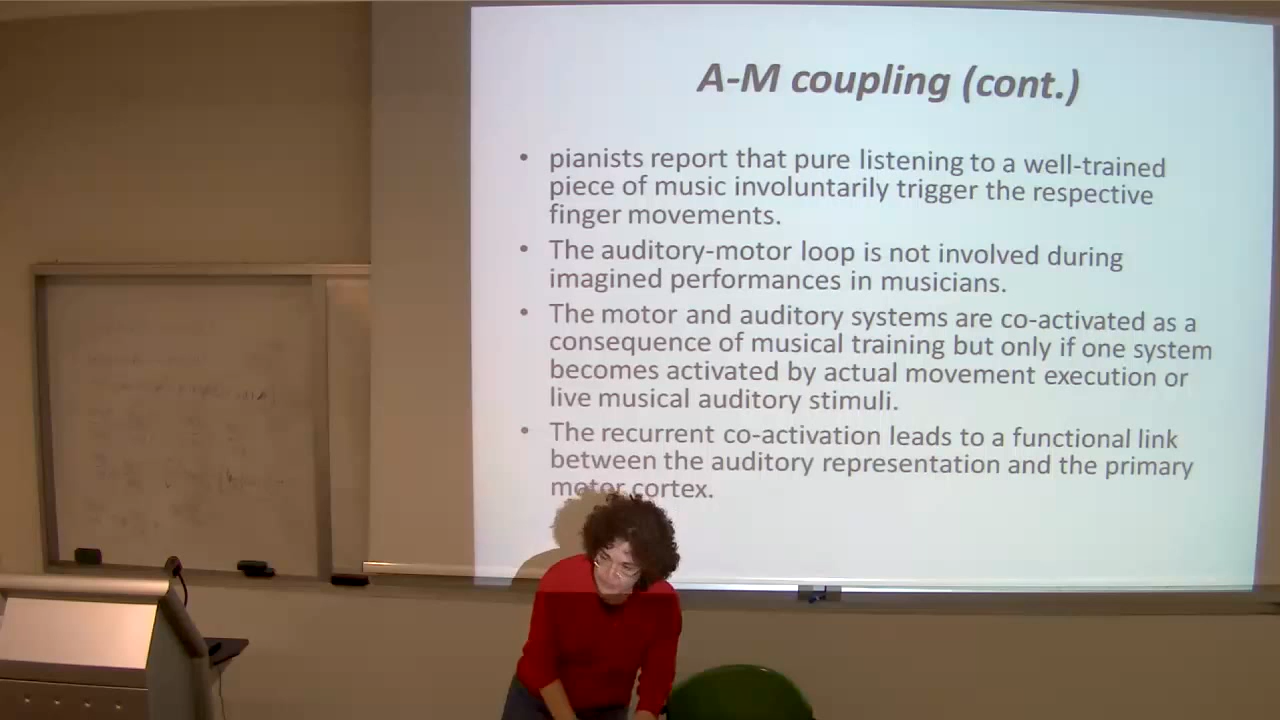 A-M coupling (cont.)
• pianists report that pure listening to a well-trained
piece of music involuntarily trigger the respective
finger movements.
• The auditory-motor loop is not involved during
imagined performances in musicians.
• The motor and auditory systems are co-activated as a
consequence of musical training but only if one system
becomes activated by actual movement execution or
live musical auditory stimuli.
• The recurrent co-activation leads to a functional link
between the auditory representation and the primary
motor cortex.